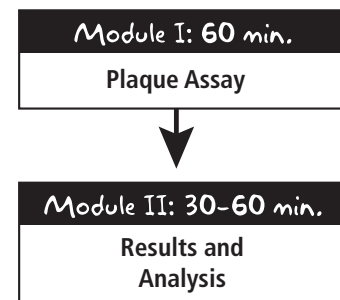 Module I: 60 min.
Plaque Assay
Module II: 30-60 min.
Results and
Analysis